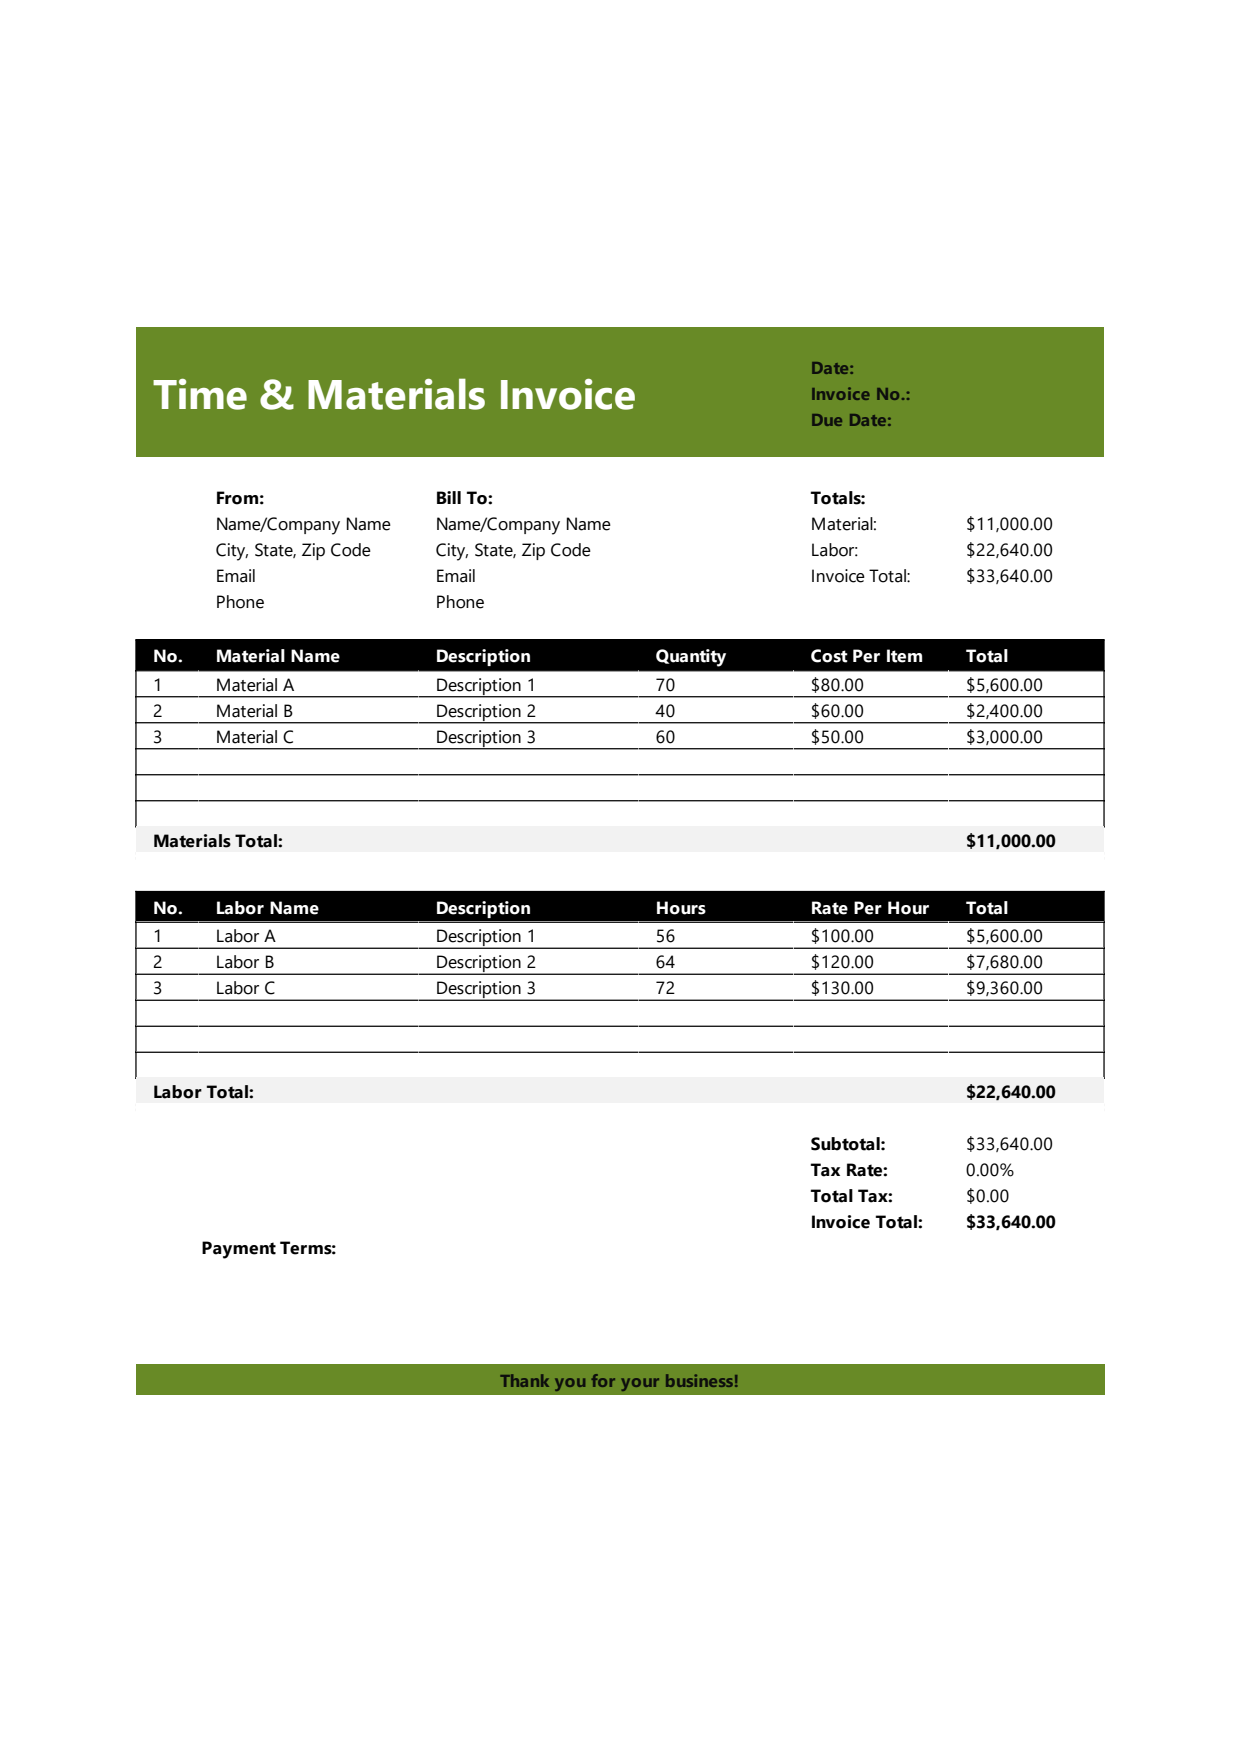 Time & Materials Invoice
Date:
Invoice No.:
Due Date:
From: Bill To: Totals:
Name/Company Name Name/Company Name Material: $11,000.00
City, State, Zip Code City, State, Zip Code Labor: $22,640.00
Email Email Invoice Total: $33,640.00
Phone Phone
No. Material Name Description Quantity Cost Per Item Total
1 Material A Description 1 70 $80.00 $5,600.00
2 Material B Description 2 40 $60.00 $2,400.00
3 Material C Description 3 60 $50.00 $3,000.00
Materials Total: $11,000.00
No. Labor Name Description Hours Rate Per Hour Total
1 Labor A Description 1 56 $100.00 $5,600.00
2 Labor B Description 2 64 $120.00 $7,680.00
3 Labor C Description 3 72 $130.00 $9,360.00
Labor Total: $22,640.00
Subtotal: $33,640.00
Tax Rate: 0.00%
Total Tax: $0.00
Invoice Total: $33,640.00
Payment Terms:
Thank you for your business!